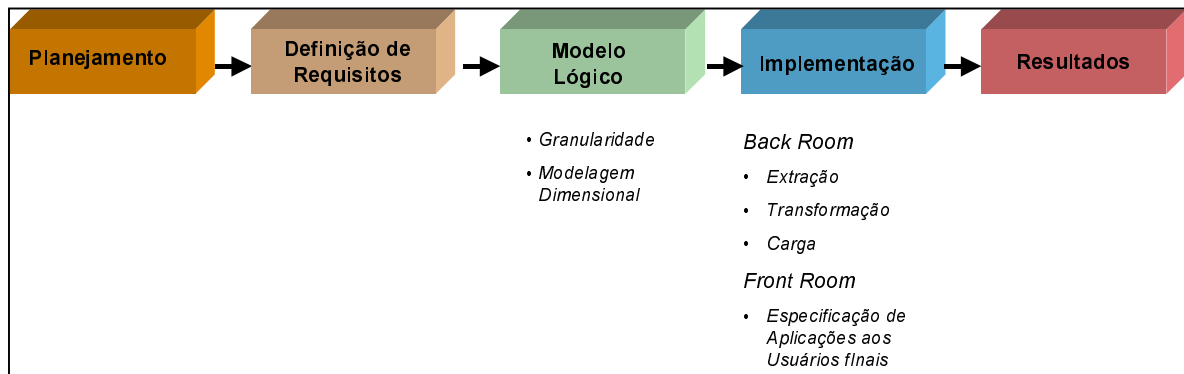 Planejamento
Definição de
Requisitos
Modelo
Lógico
Implementação
Resultados
• Granularidade
• Modelagem
Dimensional
Back Room
• Extração
• Transformação
• Carga
Front Room
• Especificação de
Aplicações aos
Usuários fInais